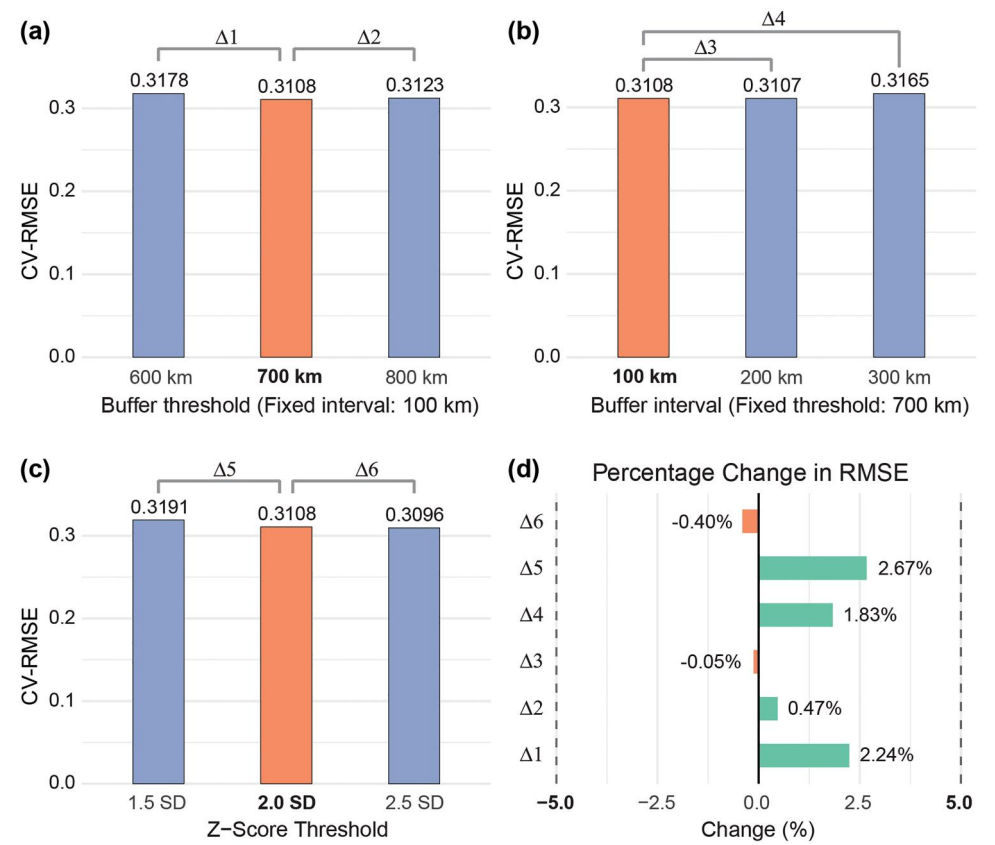 (a)
Δ1 Δ2
0.3178 0.3108 0.3123
0.3
0.2
0.1
0.0
CV-RMSE
600 km 700 km 800 km
Buffer threshold (Fixed interval: 100 km)
(b)
Δ4
Δ3
0.3108 0.3107 0.3165
0.3
0.2
0.1
0.0
CV-RMSE
100 km 200 km 300 km
Buffer interval (Fixed threshold: 700 km)
(c)
Δ5 Δ6
0.3191 0.3108 0.3096
0.3
0.2
0.1
0.0
CV-RMSE
1.5 SD 2.0 SD 2.5 SD
Z−Score Threshold
(d) Percentage Change in RMSE
Δ6 -0.40%
Δ5 2.67%
Δ4 1.83%
Δ3 -0.05%
Δ2 0.47%
Δ1 2.24%
−5.0 −2.5 0.0 2.5 5.0
Change (%)